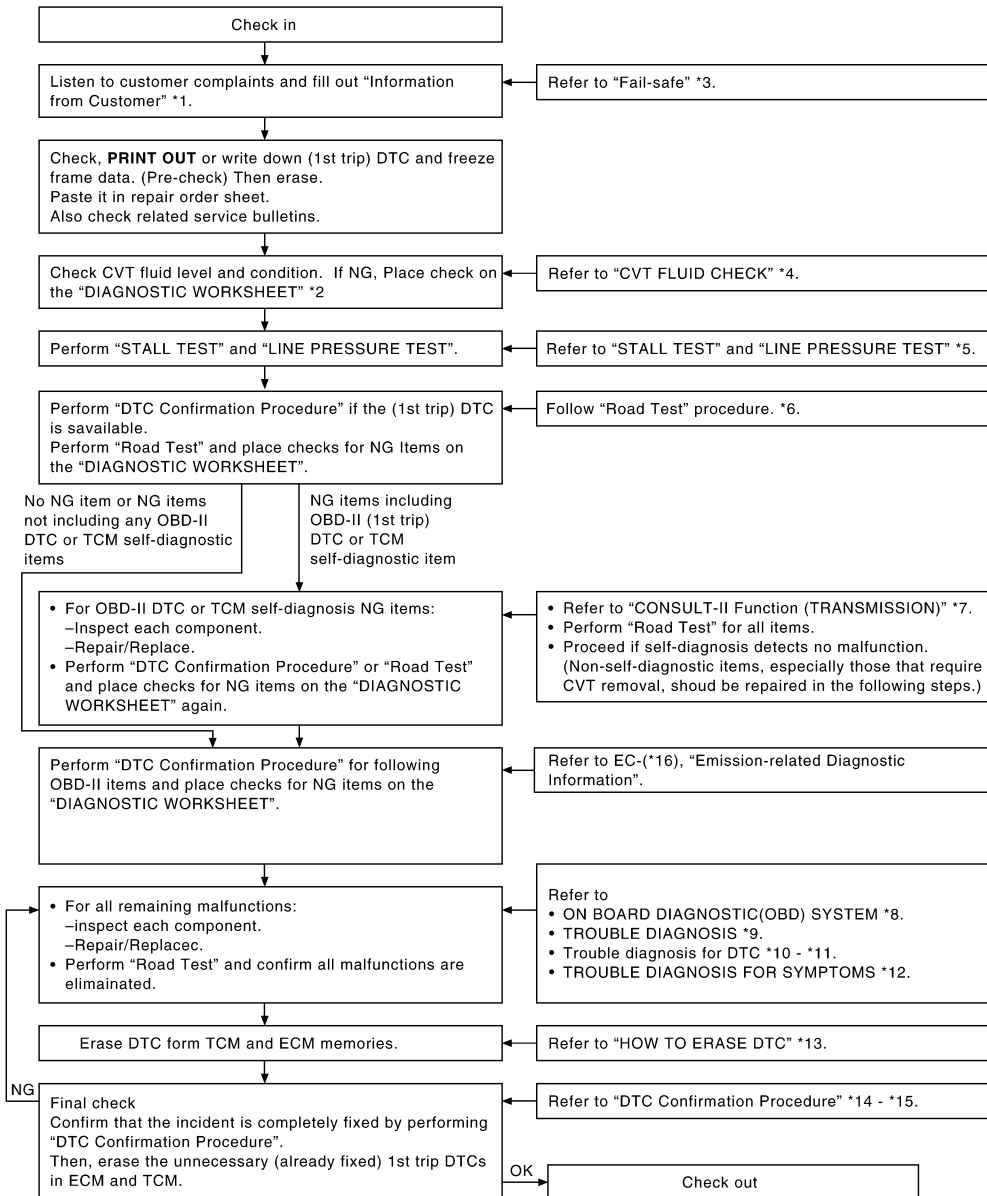 Check in
Listen to customer complaints and fill out “Information
from Customer” *1.
Refer to “Fail-safe” *3.
Check, PRINT OUT or write down (1st trip) DTC and freeze
frame data. (Pre-check) Then erase.
Paste it in repair order sheet.
Also check related service bulletins.
Check CVT fluid level and condition.  If NG, Place check on
the “DIAGNOSTIC WORKSHEET” *2
Refer to “CVT FLUID CHECK” *4.
Perform “STALL TEST” and “LINE PRESSURE TEST”.
Refer to “STALL TEST” and “LINE PRESSURE TEST” *5.
Perform “DTC Confirmation Procedure” if the (1st trip) DTC
is savailable.
Perform “Road Test” and place checks for NG Items on
the “DIAGNOSTIC WORKSHEET”.
Follow “Road Test” procedure. *6.
No NG item or NG items
not including any OBD-II
DTC or TCM self-diagnostic
items
NG items including
OBD-II (1st trip)
DTC or TCM
self-diagnostic item
• For OBD-II DTC or TCM self-diagnosis NG items:
–Inspect each component.
–Repair/Replace.
• Perform “DTC Confirmation Procedure” or “Road Test”
and place checks for NG items on the “DIAGNOSTIC
WORKSHEET” again.
• Refer to “CONSULT-II Function (TRANSMISSION)” *7.
• Perform “Road Test” for all items.
• Proceed if self-diagnosis detects no malfunction.
(Non-self-diagnostic items, especially those that require
CVT removal, shoud be repaired in the following steps.)
Perform “DTC Confirmation Procedure” for following
OBD-II items and place checks for NG items on the
“DIAGNOSTIC WORKSHEET”.
Refer to EC-(*16), “Emission-related Diagnostic
Information”.
• For all remaining malfunctions:
–inspect each component.
–Repair/Replacec.
• Perform “Road Test” and confirm all malfunctions are
elimainated.
Refer to
• ON BOARD DIAGNOSTIC(OBD) SYSTEM *8.
• TROUBLE DIAGNOSIS *9.
• Trouble diagnosis for DTC *10 - *11.
• TROUBLE DIAGNOSIS FOR SYMPTOMS *12.
Erase DTC form TCM and ECM memories.
Refer to “HOW TO ERASE DTC” *13.
NG
Final check
Confirm that the incident is completely fixed by performing
“DTC Confirmation Procedure”.
Then, erase the unnecessary (already fixed) 1st trip DTCs
in ECM and TCM.
Refer to “DTC Confirmation Procedure” *14 - *15.
OK
Check out